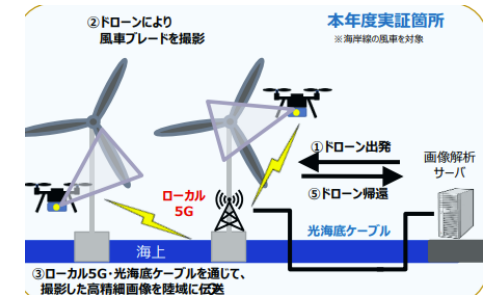 ②ドローンにより
風車ブレードを撮影
本年度実証箇所
※海岸線の風車を対象
①ドローン出発
⑤ドローン帰還
画像解析
サーバ
ローカル
5G
光海底ケーブル
海上
③ローカル5G・光海底ケーブルを通じて、
撮影した高精細画像を陸域に伝送